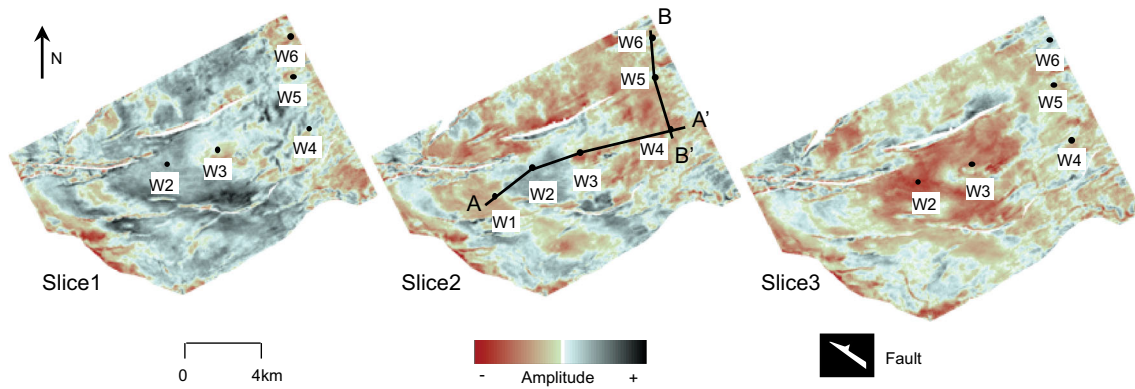 N
W6
W5
W4
W3
W2
Slice1
B
W6
W5
A'
W4
B'
W3
W2
A
W1
Slice2
W6
W5
W4
W3
W2
Slice3
0 4km
- Amplitude +
Fault